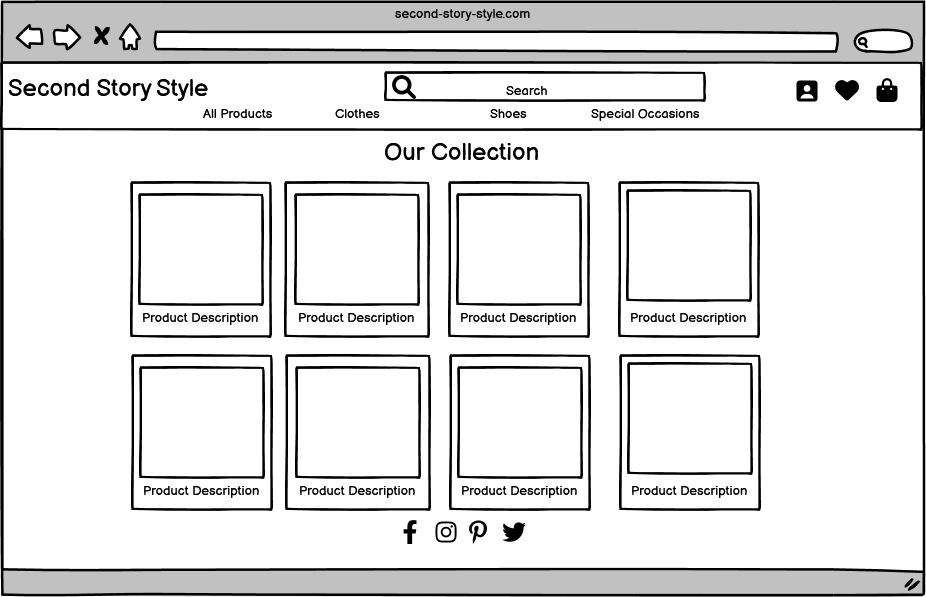 second-story-style.com
Second Story Style
Search
All Products Clothes Shoes Special Occasions
Our Collection
Product Description Product Description Product Description Product Description
Product Description Product Description Product Description Product Description